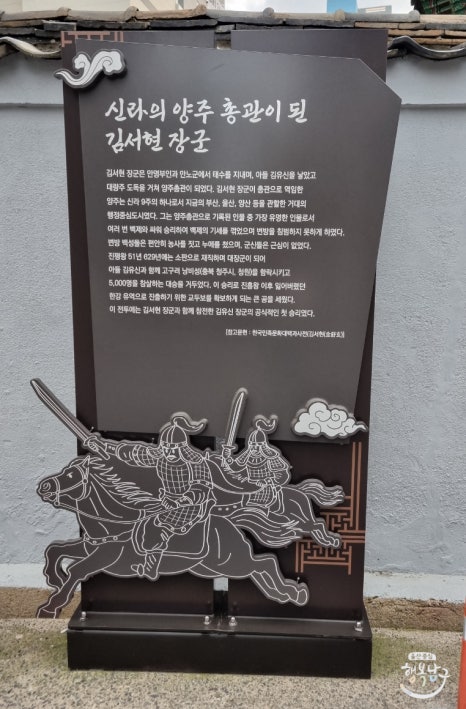 신라의 양주 총관이 된
김서현 장군
김서현 장군은 만명부인과 만노군에서 태수를 지내며, 아들 김유신을 낳았고
대량주 도독을 거쳐 양주총관이 되었다. 김서현 장군이 총관으로 역임한
양주는 신라 9주의 하나로서 지금의 부산, 울산, 양산 등을 관할한 거대의
행정중심도시였다. 그는 양주총관으로 기록된 인물 중 가장 유명한 인물로서
여러 번 백제와 싸워 승리하여 백제의 기세를 꺾었으며 변방을 침범하지 못하게 하였다.
변방 백성들은 편안히 농사를 짓고 누에를 쳤으며, 군신들은 근심이 없었다.
진평왕 51년 629년에는 소판으로 재직하며 대장군이 되어
아들 김유신과 함께 고구려 낭비성(충북 청주시, 청원)을 함락시키고
5,000명을 참살하는 대승을 거두었다. 이 승리로 진흥왕 이후 잃어버렸던
한강 유역으로 진출하기 위한 교두보를 확보하게 되는 큰 공을 세웠다.
이 전투에는 김서현 장군과 함께 참전한 김유신 장군의 공식적인 첫 승리였다.
[참고문헌 : 한국민족문화대백과사전(김서현(金舒玄)]
울산중심
행복남구